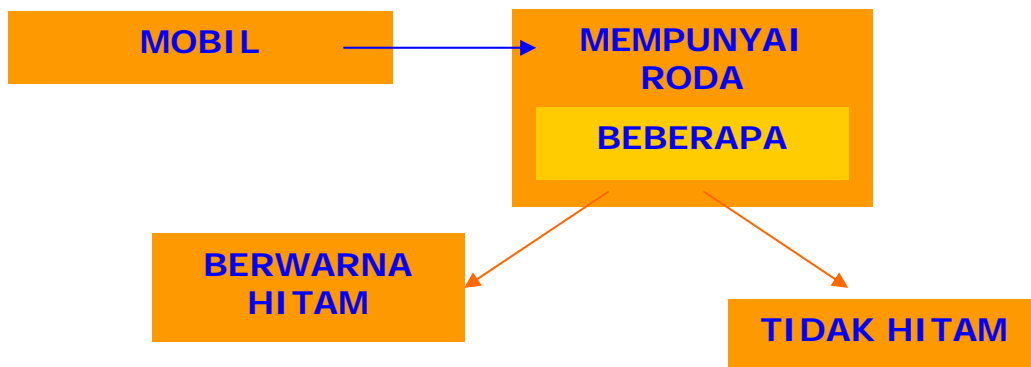 MOBIL
MEMPUNYAI
RODA
BEBERAPA
BERWARNA
HITAM
TIDAK HITAM